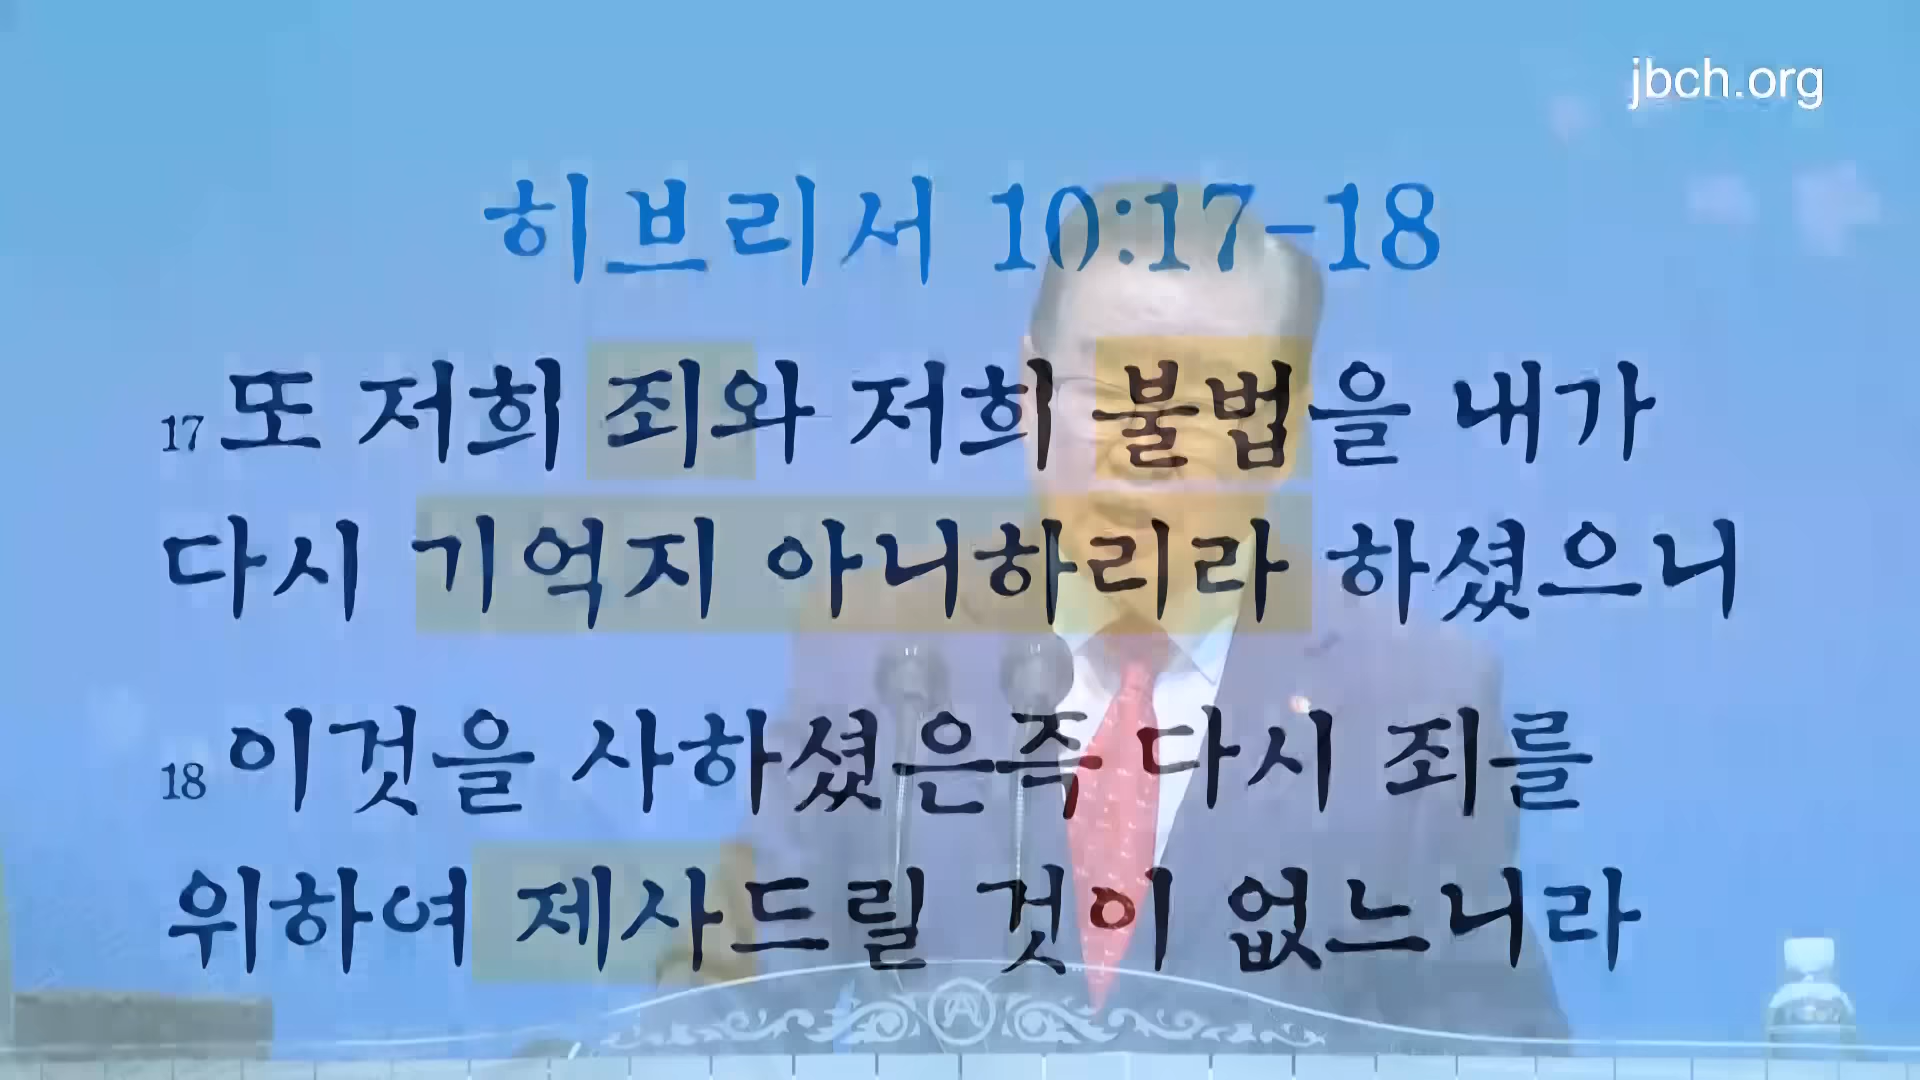 jbch.org
히브리서 10:17-18
17 또 저희 죄와 저희 불법을 내가
다시 기억지 아니하리라 하셨으니
18 이것을 사하셨은즉 다시 죄를
위하여 제사드릴 것이 없느니라